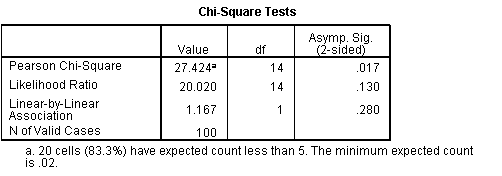 Chi-Square Tests
Value df Asymp. Sig. (2-sided)
Pearson Chi-Square 27.424a 14 .017
Likelihood Ratio 20.020 14 .130
Linear-by-Linear Association 1.167 1 .280
N of Valid Cases 100
a. 20 cells (83.3%) have expected count less than 5. The minimum expected count
is .02.